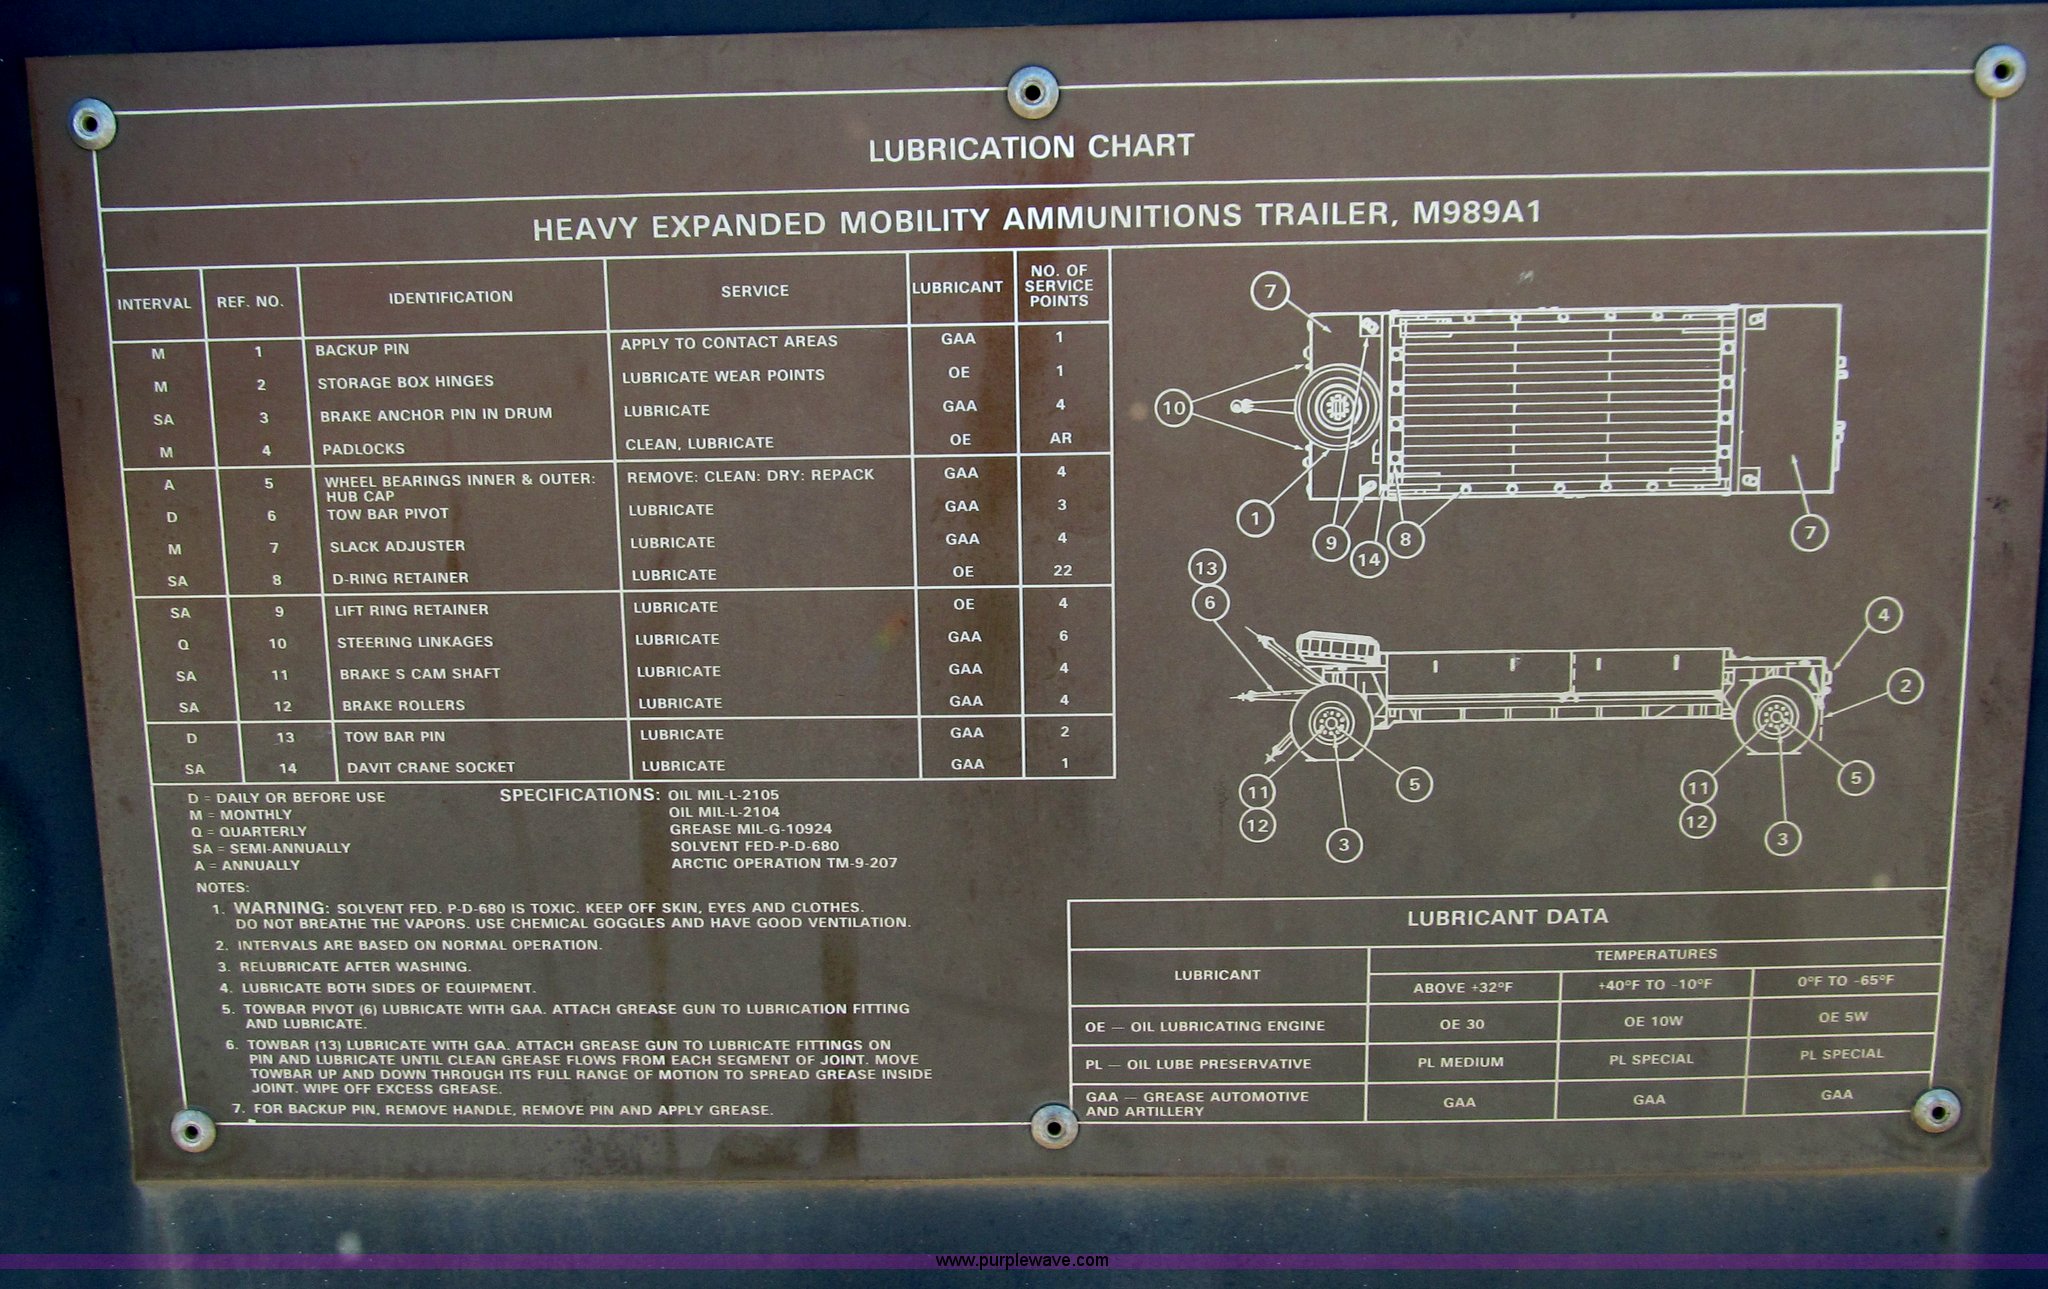 LUBRICATION CHART
HEAVY EXPANDED MOBILITY AMMUNITIONS TRAILER, M989A1
INTERVAL REF. NO. IDENTIFICATION SERVICE LUBRICANT NO. OF SERVICE POINTS
M 1 BACKUP PIN APPLY TO CONTACT AREAS GAA 1
M 2 STORAGE BOX HINGES LUBRICATE WEAR POINTS OE 1
SA 3 BRAKE ANCHOR PIN IN DRUM LUBRICATE GAA 4
M 4 PADLOCKS CLEAN, LUBRICATE OE AR
A 5 WHEEL BEARINGS INNER & OUTER: HUB CAP REMOVE: CLEAN: DRY: REPACK GAA 4
D 6 TOW BAR PIVOT LUBRICATE GAA 3
M 7 SLACK ADJUSTER LUBRICATE GAA 4
SA 8 D-RING RETAINER LUBRICATE OE 22
SA 9 LIFT RING RETAINER LUBRICATE OE 4
Q 10 STEERING LINKAGES LUBRICATE GAA 6
SA 11 BRAKE S CAM SHAFT LUBRICATE GAA 4
SA 12 BRAKE ROLLERS LUBRICATE GAA 4
D 13 TOW BAR PIN LUBRICATE GAA 2
SA 14 DAVIT CRANE SOCKET LUBRICATE GAA 1
D = DAILY OR BEFORE USE
M = MONTHLY
Q = QUARTERLY
SA = SEMI-ANNUALLY
A = ANNUALLY
SPECIFICATIONS: OIL MIL-L-2105
OIL MIL-L-2104
GREASE MIL-G-10924
SOLVENT FED-P-D-680
ARCTIC OPERATION TM-9-207
NOTES:
1. WARNING: SOLVENT FED. P-D-680 IS TOXIC. KEEP OFF SKIN, EYES AND CLOTHES.
DO NOT BREATHE THE VAPORS. USE CHEMICAL GOGGLES AND HAVE GOOD VENTILATION.
2. INTERVALS ARE BASED ON NORMAL OPERATION.
3. RELUBRICATE AFTER WASHING.
4. LUBRICATE BOTH SIDES OF EQUIPMENT.
5. TOWBAR PIVOT (6) LUBRICATE WITH GAA. ATTACH GREASE GUN TO LUBRICATION FITTING
AND LUBRICATE.
6. TOWBAR (13) LUBRICATE WITH GAA. ATTACH GREASE GUN TO LUBRICATE FITTINGS ON
PIN AND LUBRICATE UNTIL CLEAN GREASE FLOWS FROM EACH SEGMENT OF JOINT. MOVE
TOWBAR UP AND DOWN THROUGH ITS FULL RANGE OF MOTION TO SPREAD GREASE INSIDE
JOINT. WIPE OFF EXCESS GREASE.
7. FOR BACKUP PIN, REMOVE HANDLE, REMOVE PIN AND APPLY GREASE.
7
10
1
9
14
8
7
13
6
4
2
11
12
5
3
11
12
5
3
LUBRICANT DATA
LUBRICANT TEMPERATURES
ABOVE +32°F +40°F TO -10°F 0°F TO -65°F
OE — OIL LUBRICATING ENGINE OE 30 OE 10W OE 5W
PL — OIL LUBE PRESERVATIVE PL MEDIUM PL SPECIAL PL SPECIAL
GAA — GREASE AUTOMOTIVE AND ARTILLERY GAA GAA GAA
www.purplewave.com